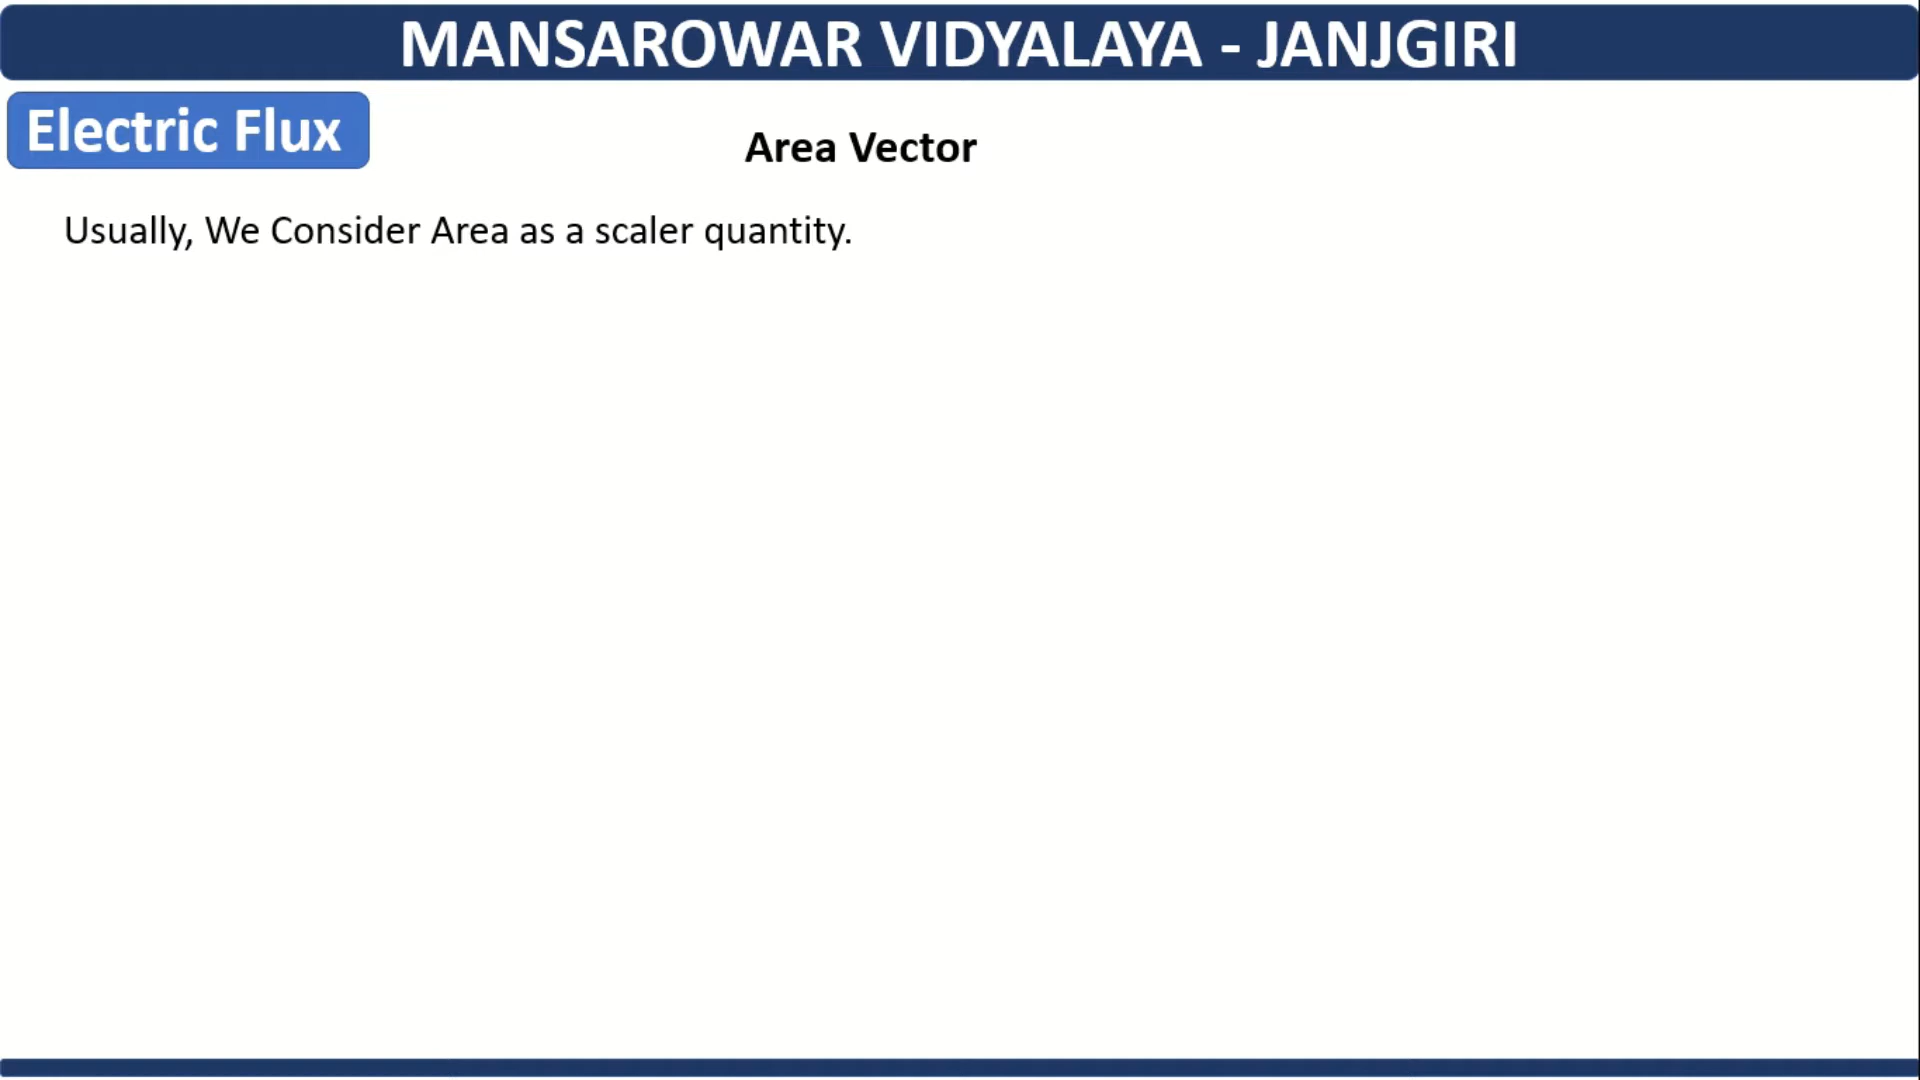 MANSAROWAR VIDYALAYA - JANJGIRI
Electric Flux
Area Vector
Usually, We Consider Area as a scaler quantity.